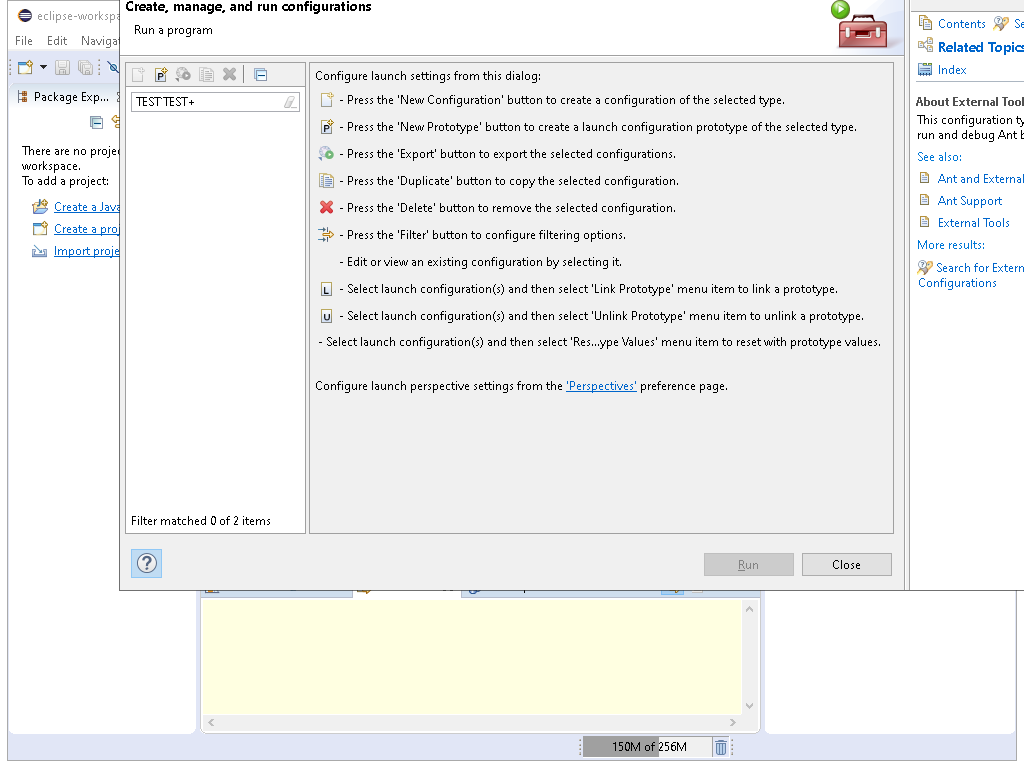 eclipse-workspa
Create, manage, and run configurations
Run a program
File Edit Navigat
Package Exp...
There are no proje
workspace.
To add a project:
Create a Java
Create a proj
Import proje
TEST TEST+
Filter matched 0 of 2 items
Configure launch settings from this dialog:
- Press the 'New Configuration' button to create a configuration of the selected type.
- Press the 'New Prototype' button to create a launch configuration prototype of the selected type.
- Press the 'Export' button to export the selected configurations.
- Press the 'Duplicate' button to copy the selected configuration.
- Press the 'Delete' button to remove the selected configuration.
- Press the 'Filter' button to configure filtering options.
- Edit or view an existing configuration by selecting it.
L - Select launch configuration(s) and then select 'Link Prototype' menu item to link a prototype.
U - Select launch configuration(s) and then select 'Unlink Prototype' menu item to unlink a prototype.
- Select launch configuration(s) and then select 'Res...ype Values' menu item to reset with prototype values.
Configure launch perspective settings from the 'Perspectives' preference page.
Run Close
Contents Se
Related Topics
Index
About External Tool
This configuration ty
run and debug Ant b
See also:
Ant and External
Ant Support
External Tools
More results:
Search for Extern
Configurations
150M of 256M